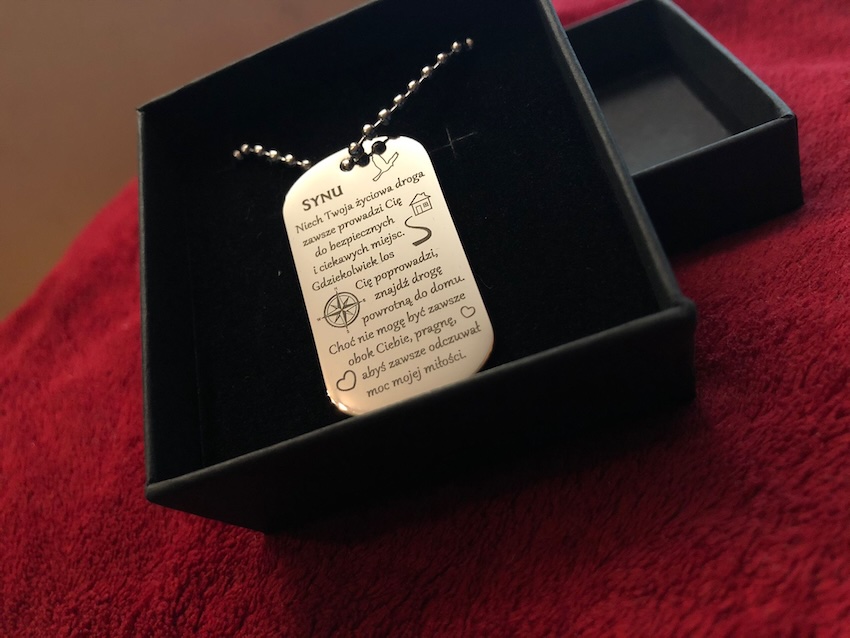 SYNU
Niech Twoja życiowa droga
zawsze prowadzi Cię
do bezpiecznych
i ciekawych miejsc.
Gdziekolwiek los
Cię poprowadzi,
znajdź drogę
powrotną do domu.
Choć nie mogę być zawsze
obok Ciebie, pragnę,
abyś zawsze odczuwał
moc mojej miłości.